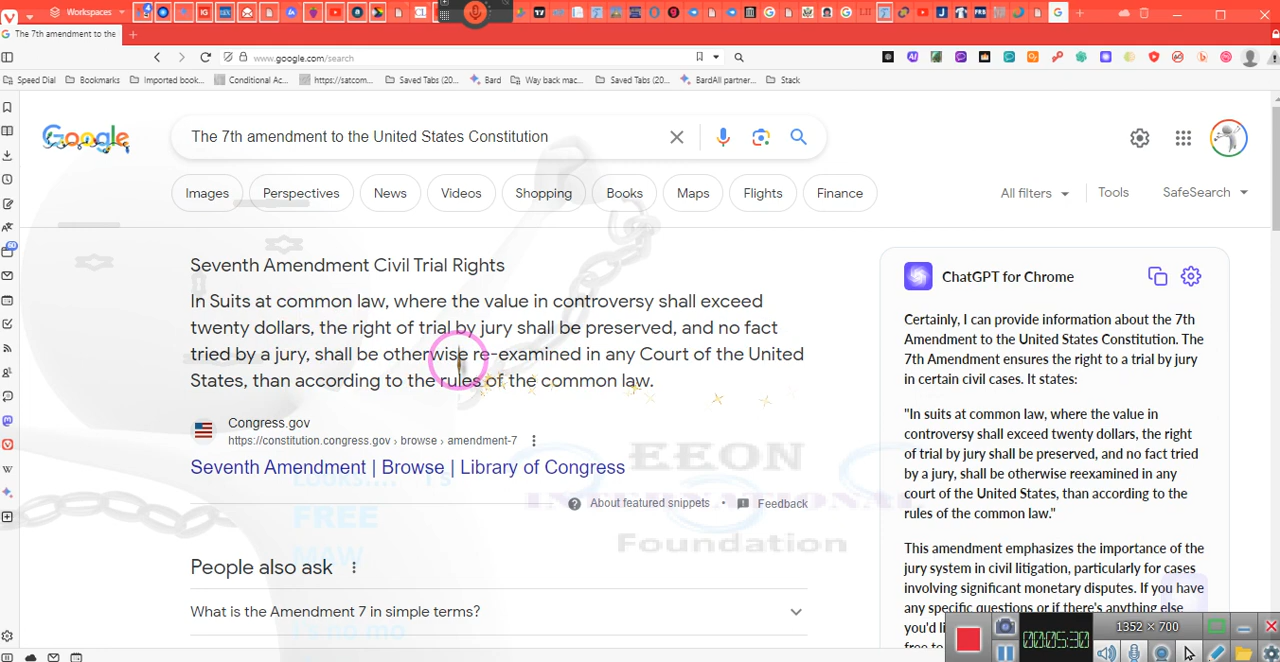 Workspaces
The 7th amendment to the
www.google.com/search
Speed Dial Bookmarks Imported book... Conditional Ac... https://satcom... Saved Tabs (20... Bard Way back mac... Saved Tabs (20... BardAI partner... Stack
Google
The 7th amendment to the United States Constitution
Images Perspectives News Videos Shopping Books Maps Flights Finance All filters Tools SafeSearch
Seventh Amendment Civil Trial Rights
In Suits at common law, where the value in controversy shall exceed
twenty dollars, the right of trial by jury shall be preserved, and no fact
tried by a jury, shall be otherwise re-examined in any Court of the United
States, than according to the rules of the common law.
Congress.gov
https://constitution.congress.gov › browse › amendment-7
Seventh Amendment | Browse | Library of Congress
About featured snippets • Feedback
People also ask
What is the Amendment 7 in simple terms?
ChatGPT for Chrome
Certainly, I can provide information about the 7th
Amendment to the United States Constitution. The
7th Amendment ensures the right to a trial by jury
in certain civil cases. It states:
"In suits at common law, where the value in
controversy shall exceed twenty dollars, the right
of trial by jury shall be preserved, and no fact tried
by a jury, shall be otherwise reexamined in any
court of the United States, than according to the
rules of the common law."
This amendment emphasizes the importance of the
jury system in civil litigation, particularly for cases
involving significant monetary disputes. If you have
any specific questions or if there's anything else
you'd li
free to
EEON
Foundation
FREE
MAW
I's no mo
1352 × 700
00:05:30